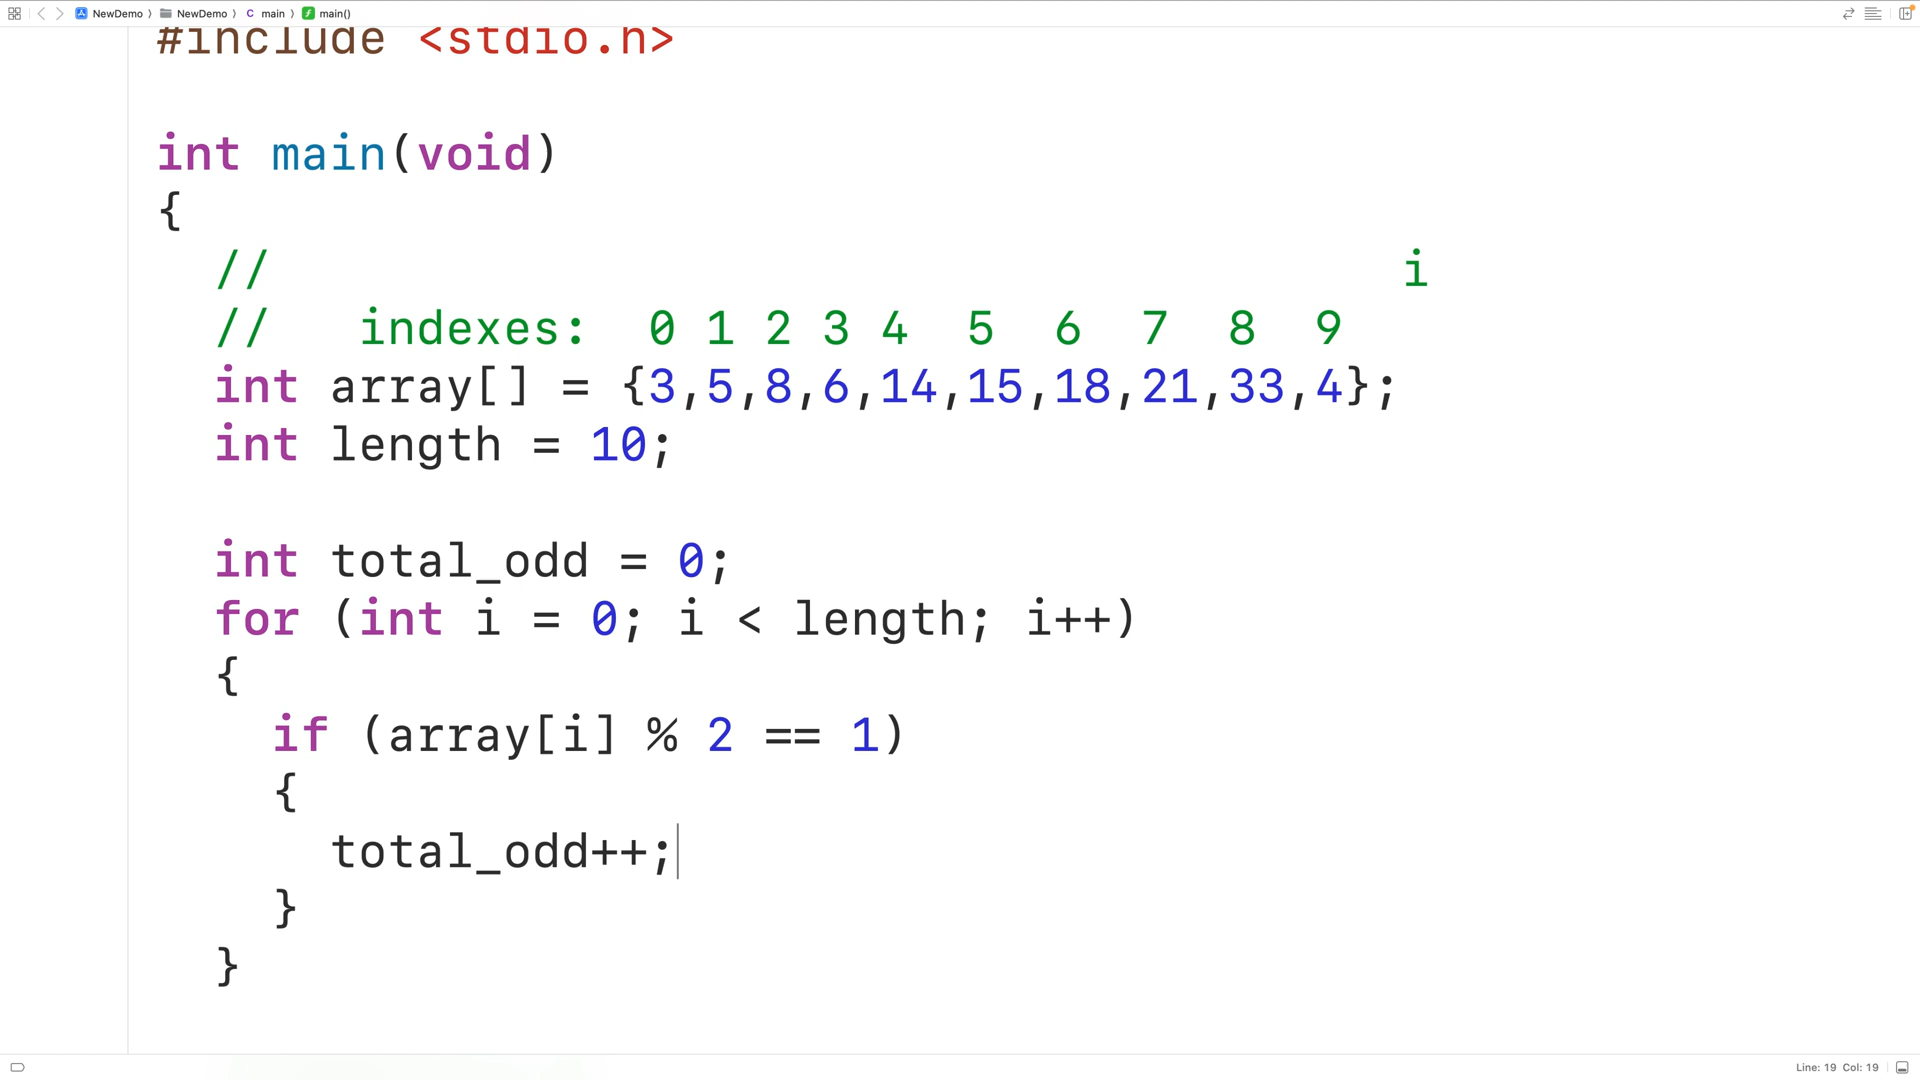 NewDemo NewDemo C main f main()
#include <stdio.h>
int main(void)
{
// i
// indexes: 0 1 2 3 4 5 6 7 8 9
int array[] = {3,5,8,6,14,15,18,21,33,4};
int length = 10;
int total_odd = 0;
for (int i = 0; i < length; i++)
{
if (array[i] % 2 == 1)
{
total_odd++;
}
}
Line: 19 Col: 19